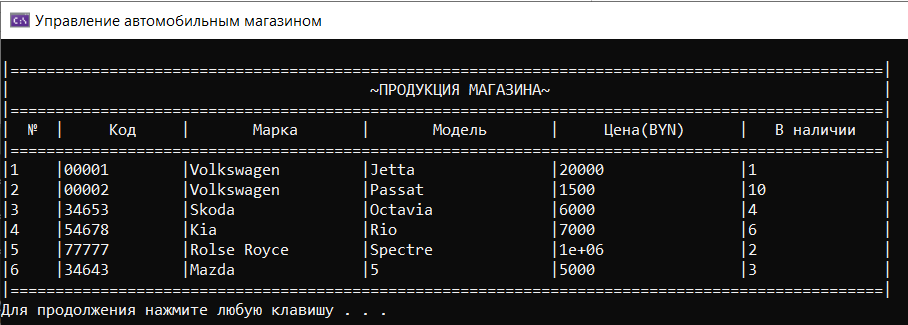 C:\ Управление автомобильным магазином
|=================================================================================================|
| ~ПРОДУКЦИЯ МАГАЗИНА~ |
|=================================================================================================|
| № | Код | Марка | Модель | Цена(BYN) | В наличии |
|=================================================================================================|
|1 |00001 |Volkswagen |Jetta |20000 |1 |
|2 |00002 |Volkswagen |Passat |1500 |10 |
|3 |34653 |Skoda |Octavia |6000 |4 |
|4 |54678 |Kia |Rio |7000 |6 |
|5 |77777 |Rolse Royce |Spectre |1e+06 |2 |
|6 |34643 |Mazda |5 |5000 |3 |
|=================================================================================================|
Для продолжения нажмите любую клавишу . . .